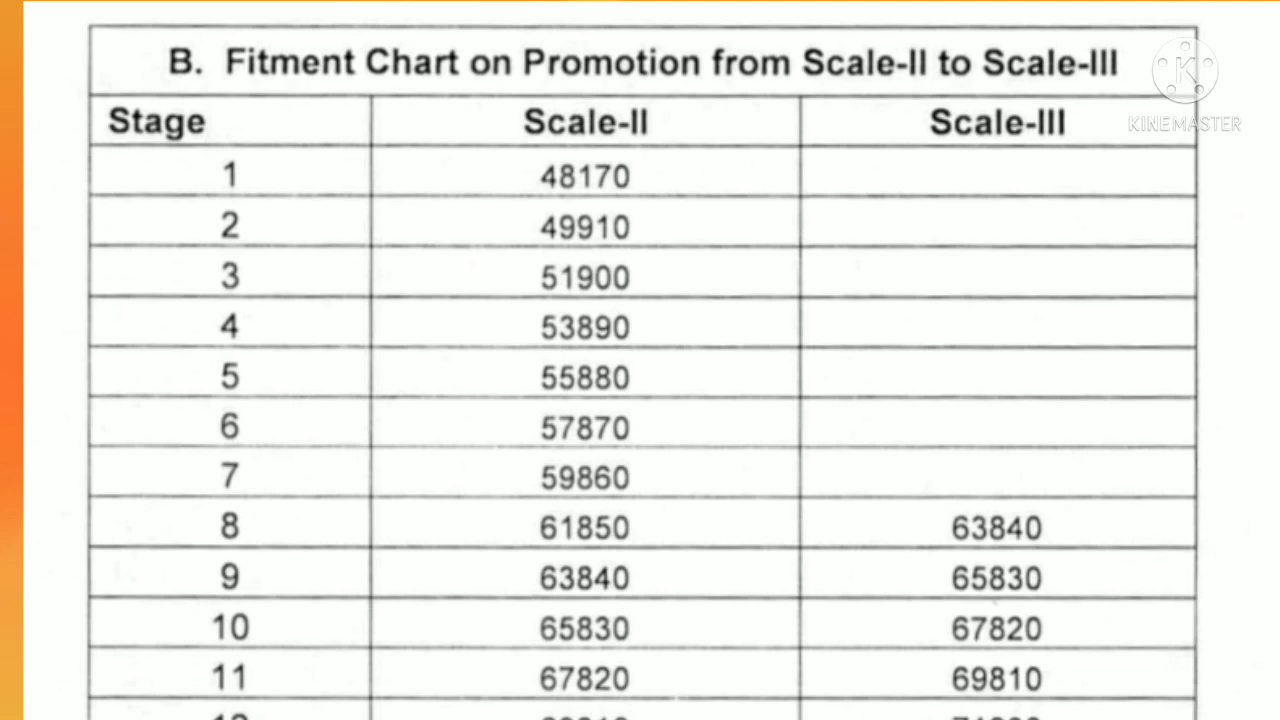 B. Fitment Chart on Promotion from Scale-II to Scale-III
KINEMASTER
Stage Scale-II Scale-III
1 48170
2 49910
3 51900
4 53890
5 55880
6 57870
7 59860
8 61850 63840
9 63840 65830
10 65830 67820
11 67820 69810